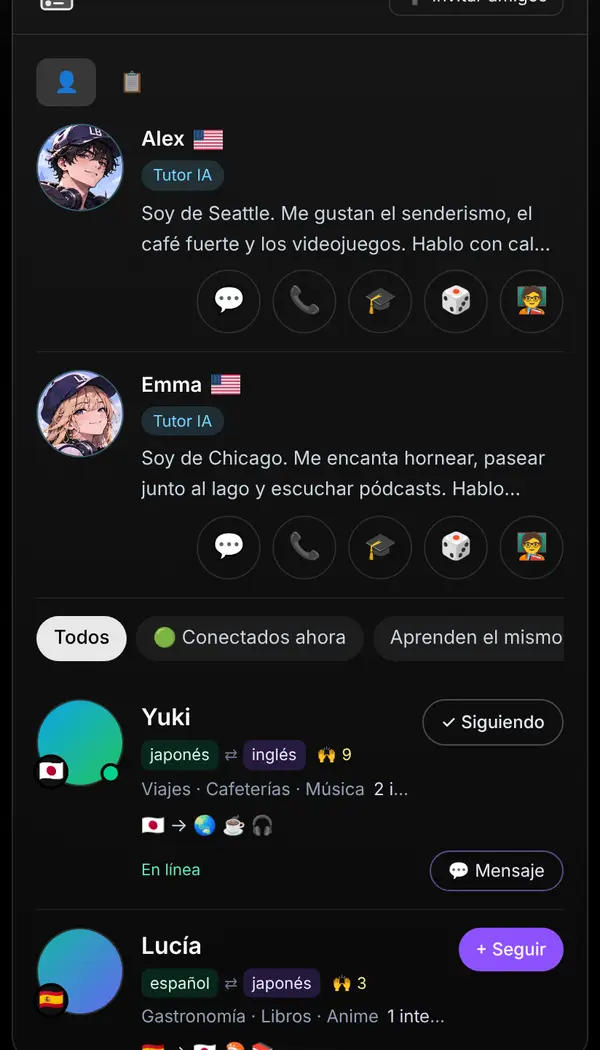 Alex
Tutor IA
Soy de Seattle. Me gustan el senderismo, el
café fuerte y los videojuegos. Hablo con cal...
Emma
Tutor IA
Soy de Chicago. Me encanta hornear, pasear
junto al lago y escuchar pódcasts. Hablo...
Todos
Conectados ahora
Aprenden el mismo
Yuki
✓ Siguiendo
japonés ⇄ inglés 🙌 9
Viajes · Cafeterías · Música 2 i...
🇯🇵 → 🌏 ☕ 🎧
En línea
💬 Mensaje
Lucía
+ Seguir
español ⇄ japonés 🙌 3
Gastronomía · Libros · Anime 1 inte...